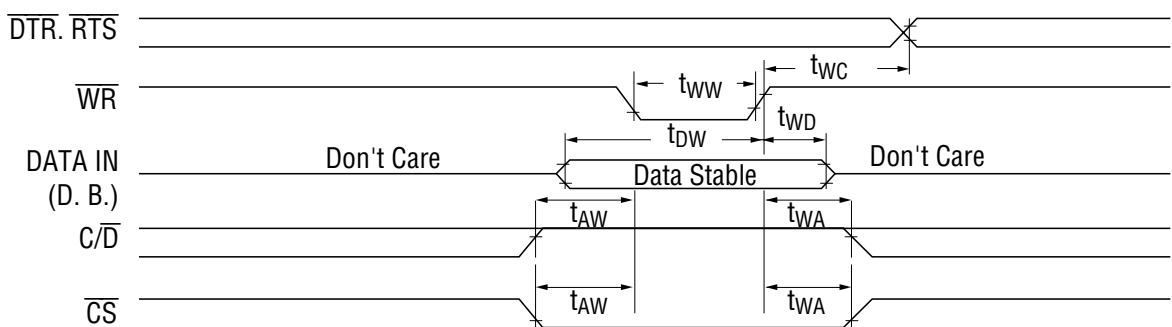 DTR. RTS
tWC
WR
tWW
tDW
tWD
DATA IN
(D. B.)
Don't Care
Data Stable
Don't Care
tAW
tWA
C/D
tAW
tWA
CS